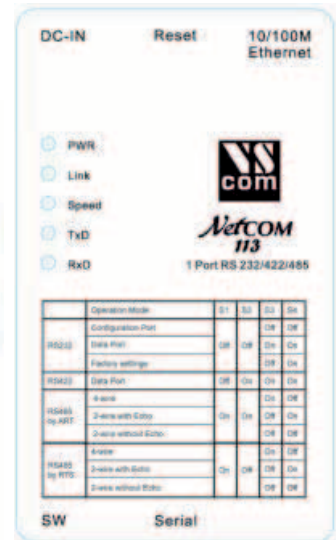 DC-IN Reset 10/100M
Ethernet
PWR
Link
Speed
TxD
RxD
VS
com
NetCOM
113
1 Port RS 232/422/485
Operation Mode S1 S2 S3 S4
RS232 Configuration Port Off Off Off Off
Data Port On Off
Factory settings On On
RS422 Data Port Off On On Off
RS485 by ART 4-wire On On On Off
2-wire with Echo Off Off
2-wire without Echo Off On
RS485 by RTS 4-wire On Off On On
2-wire with Echo Off On
2-wire without Echo Off Off
SW Serial